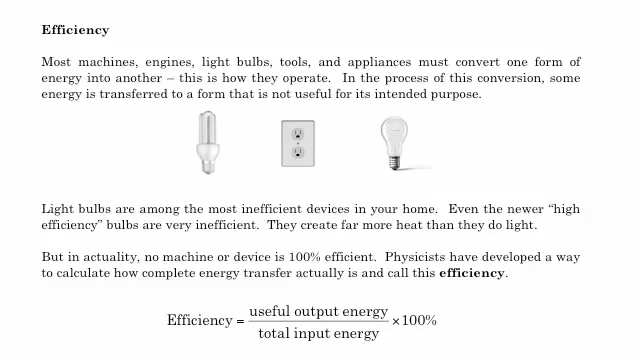 Efficiency
Most machines, engines, light bulbs, tools, and appliances must convert one form of
energy into another – this is how they operate. In the process of this conversion, some
energy is transferred to a form that is not useful for its intended purpose.
Light bulbs are among the most inefficient devices in your home. Even the newer “high
efficiency” bulbs are very inefficient. They create far more heat than they do light.
But in actuality, no machine or device is 100% efficient. Physicists have developed a way
to calculate how complete energy transfer actually is and call this efficiency.
Efficiency = useful output energy / total input energy × 100%